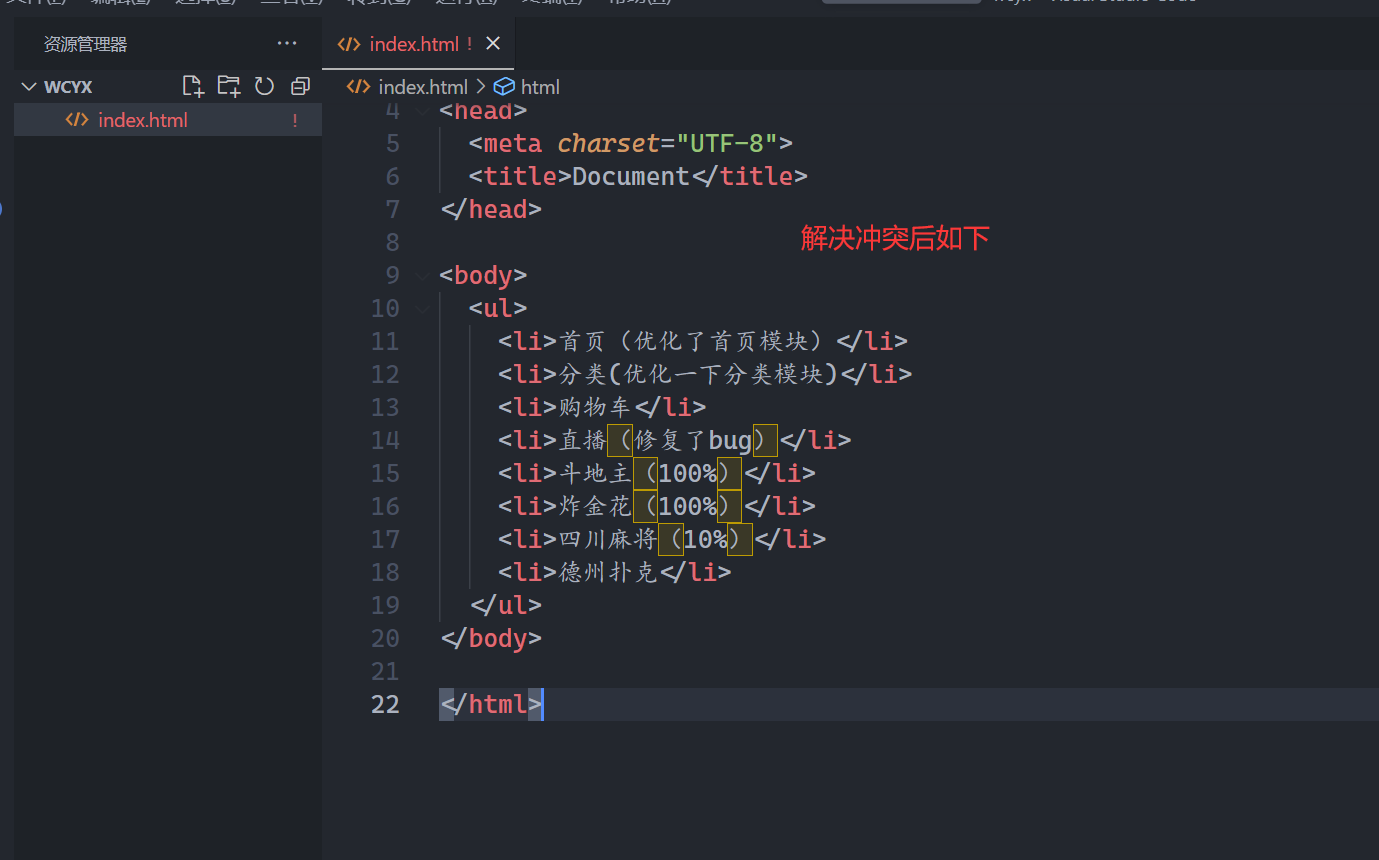 资源管理器
···
index.html !
WCYX
index.html
html
index.html !
4 <head>
5 <meta charset="UTF-8">
6 <title>Document</title>
7 </head>
解决冲突后如下
8
9 <body>
10 <ul>
11 <li>首页（优化了首页模块）</li>
12 <li>分类(优化一下分类模块)</li>
13 <li>购物车</li>
14 <li>直播（修复了bug）</li>
15 <li>斗地主（100%）</li>
16 <li>炸金花（100%）</li>
17 <li>四川麻将（10%）</li>
18 <li>德州扑克</li>
19 </ul>
20 </body>
21
22 </html>